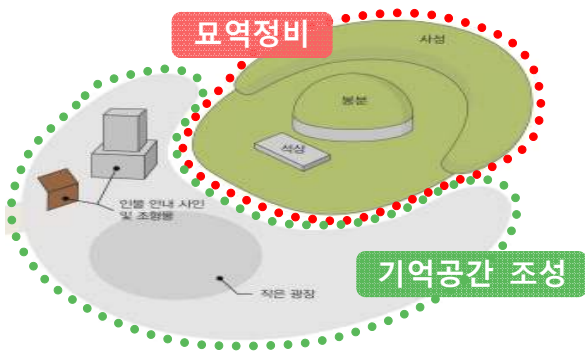 묘역정비
사성
봉분
석상
인물 안내 사인
및 조형물
기억공간 조성
작은 광장